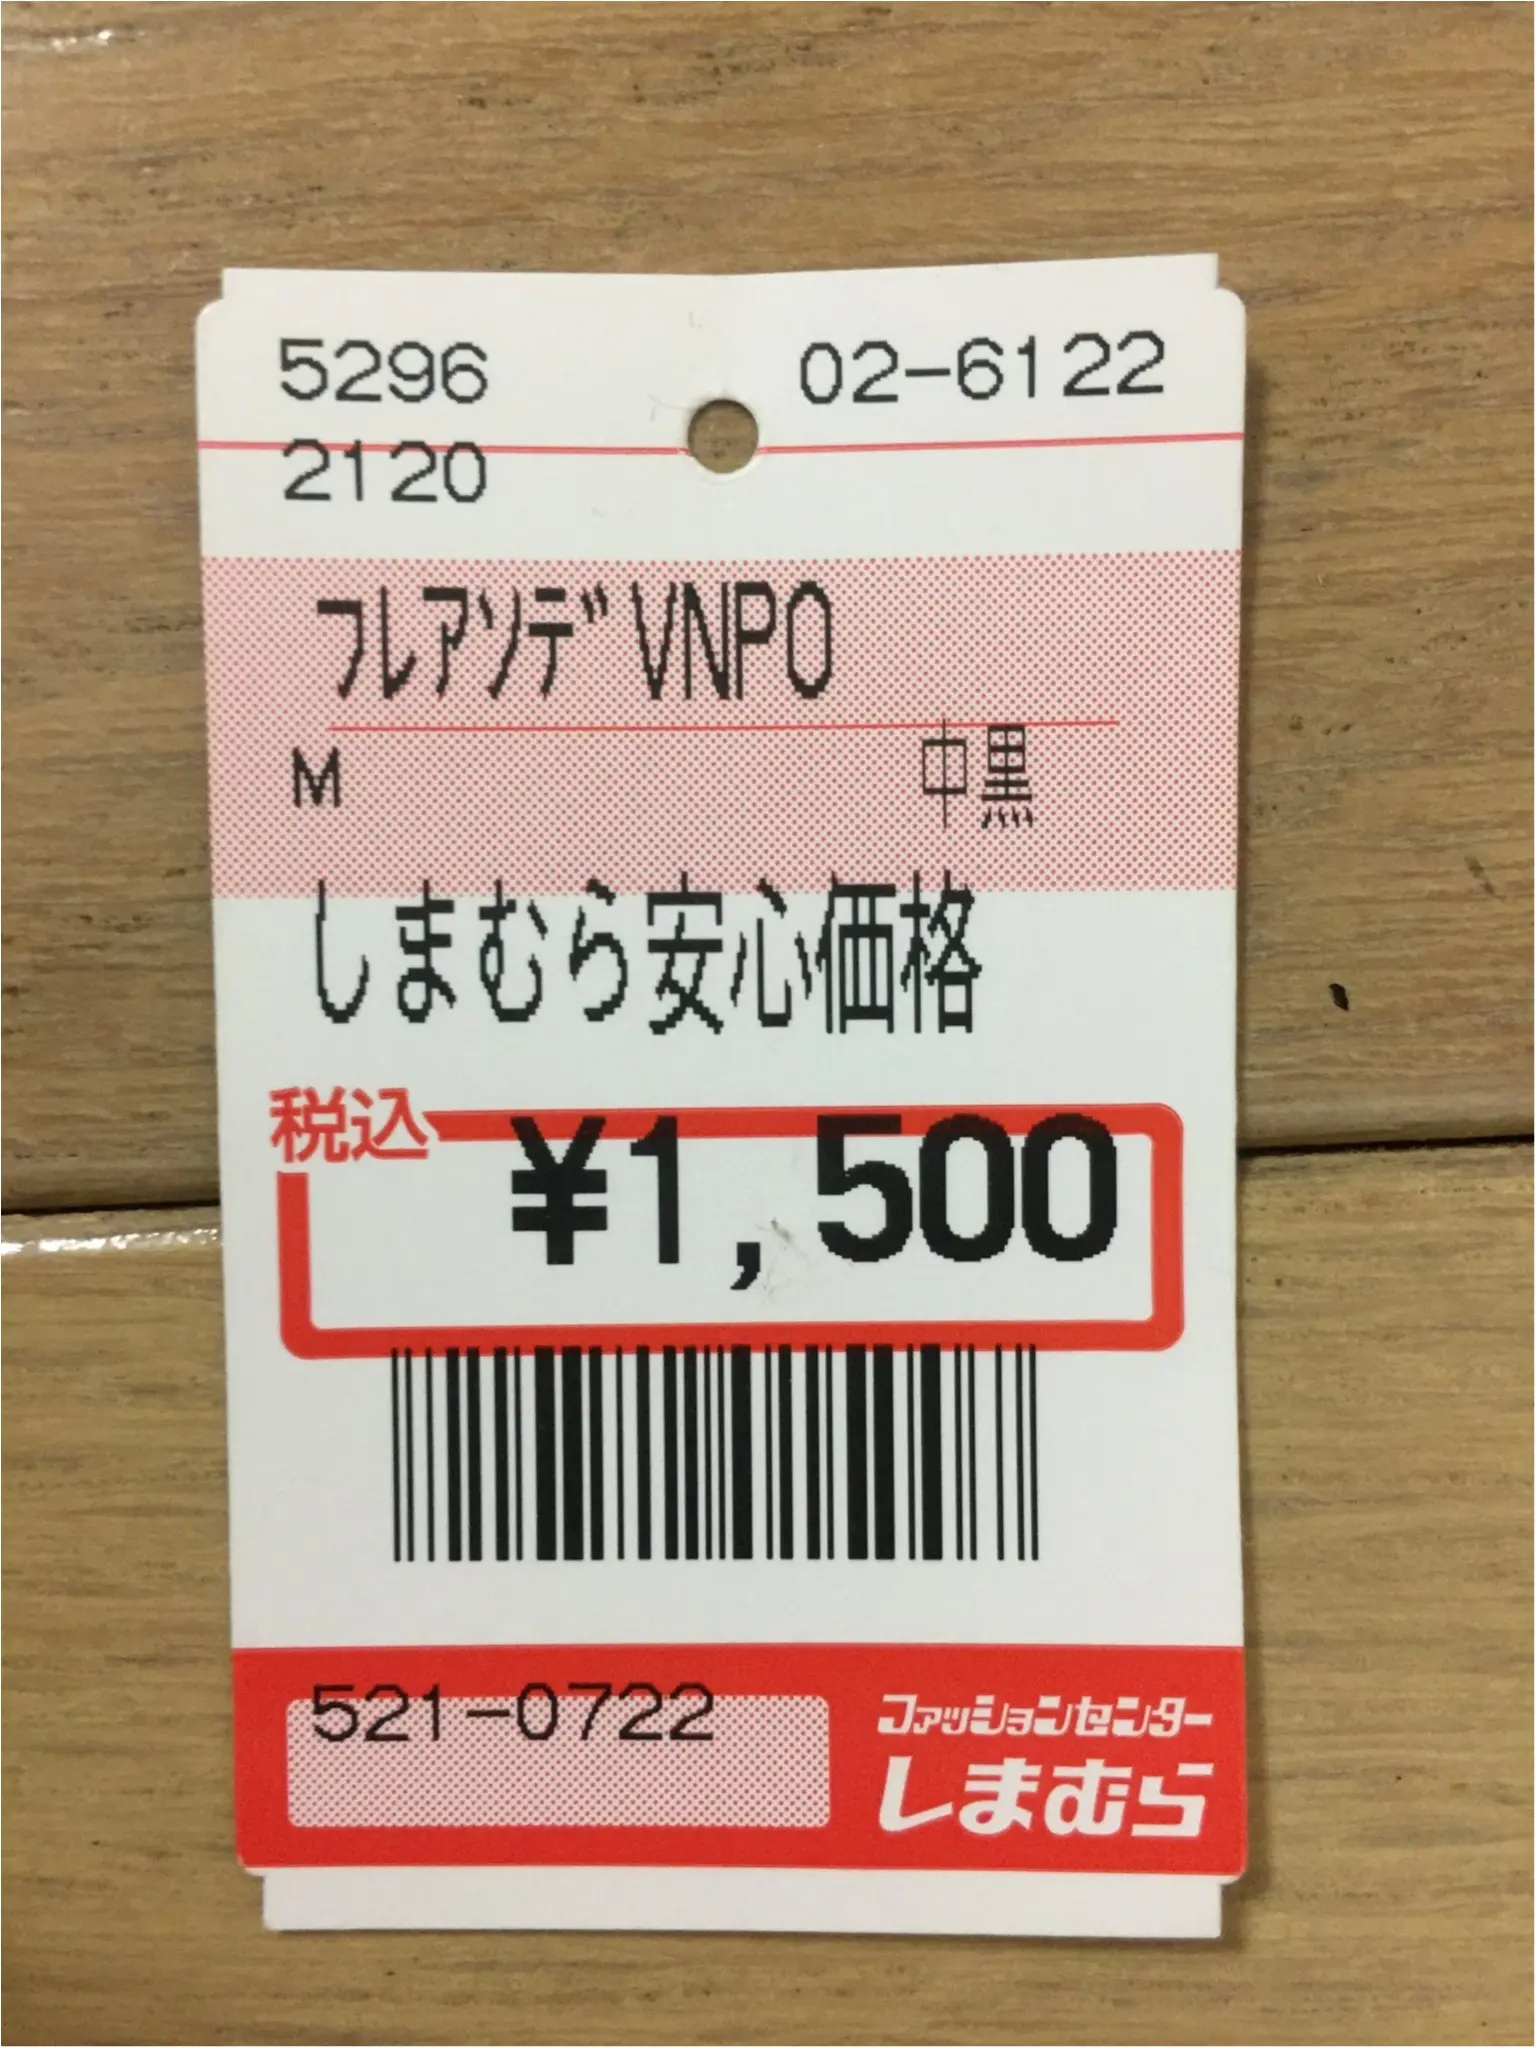 5296 02-6122
2120
ﾌﾚｱｿﾃﾞVNPO
M 中黒
しまむら安心価格
税込 ¥1,500
521-0722
ファッションセンター
しまむら